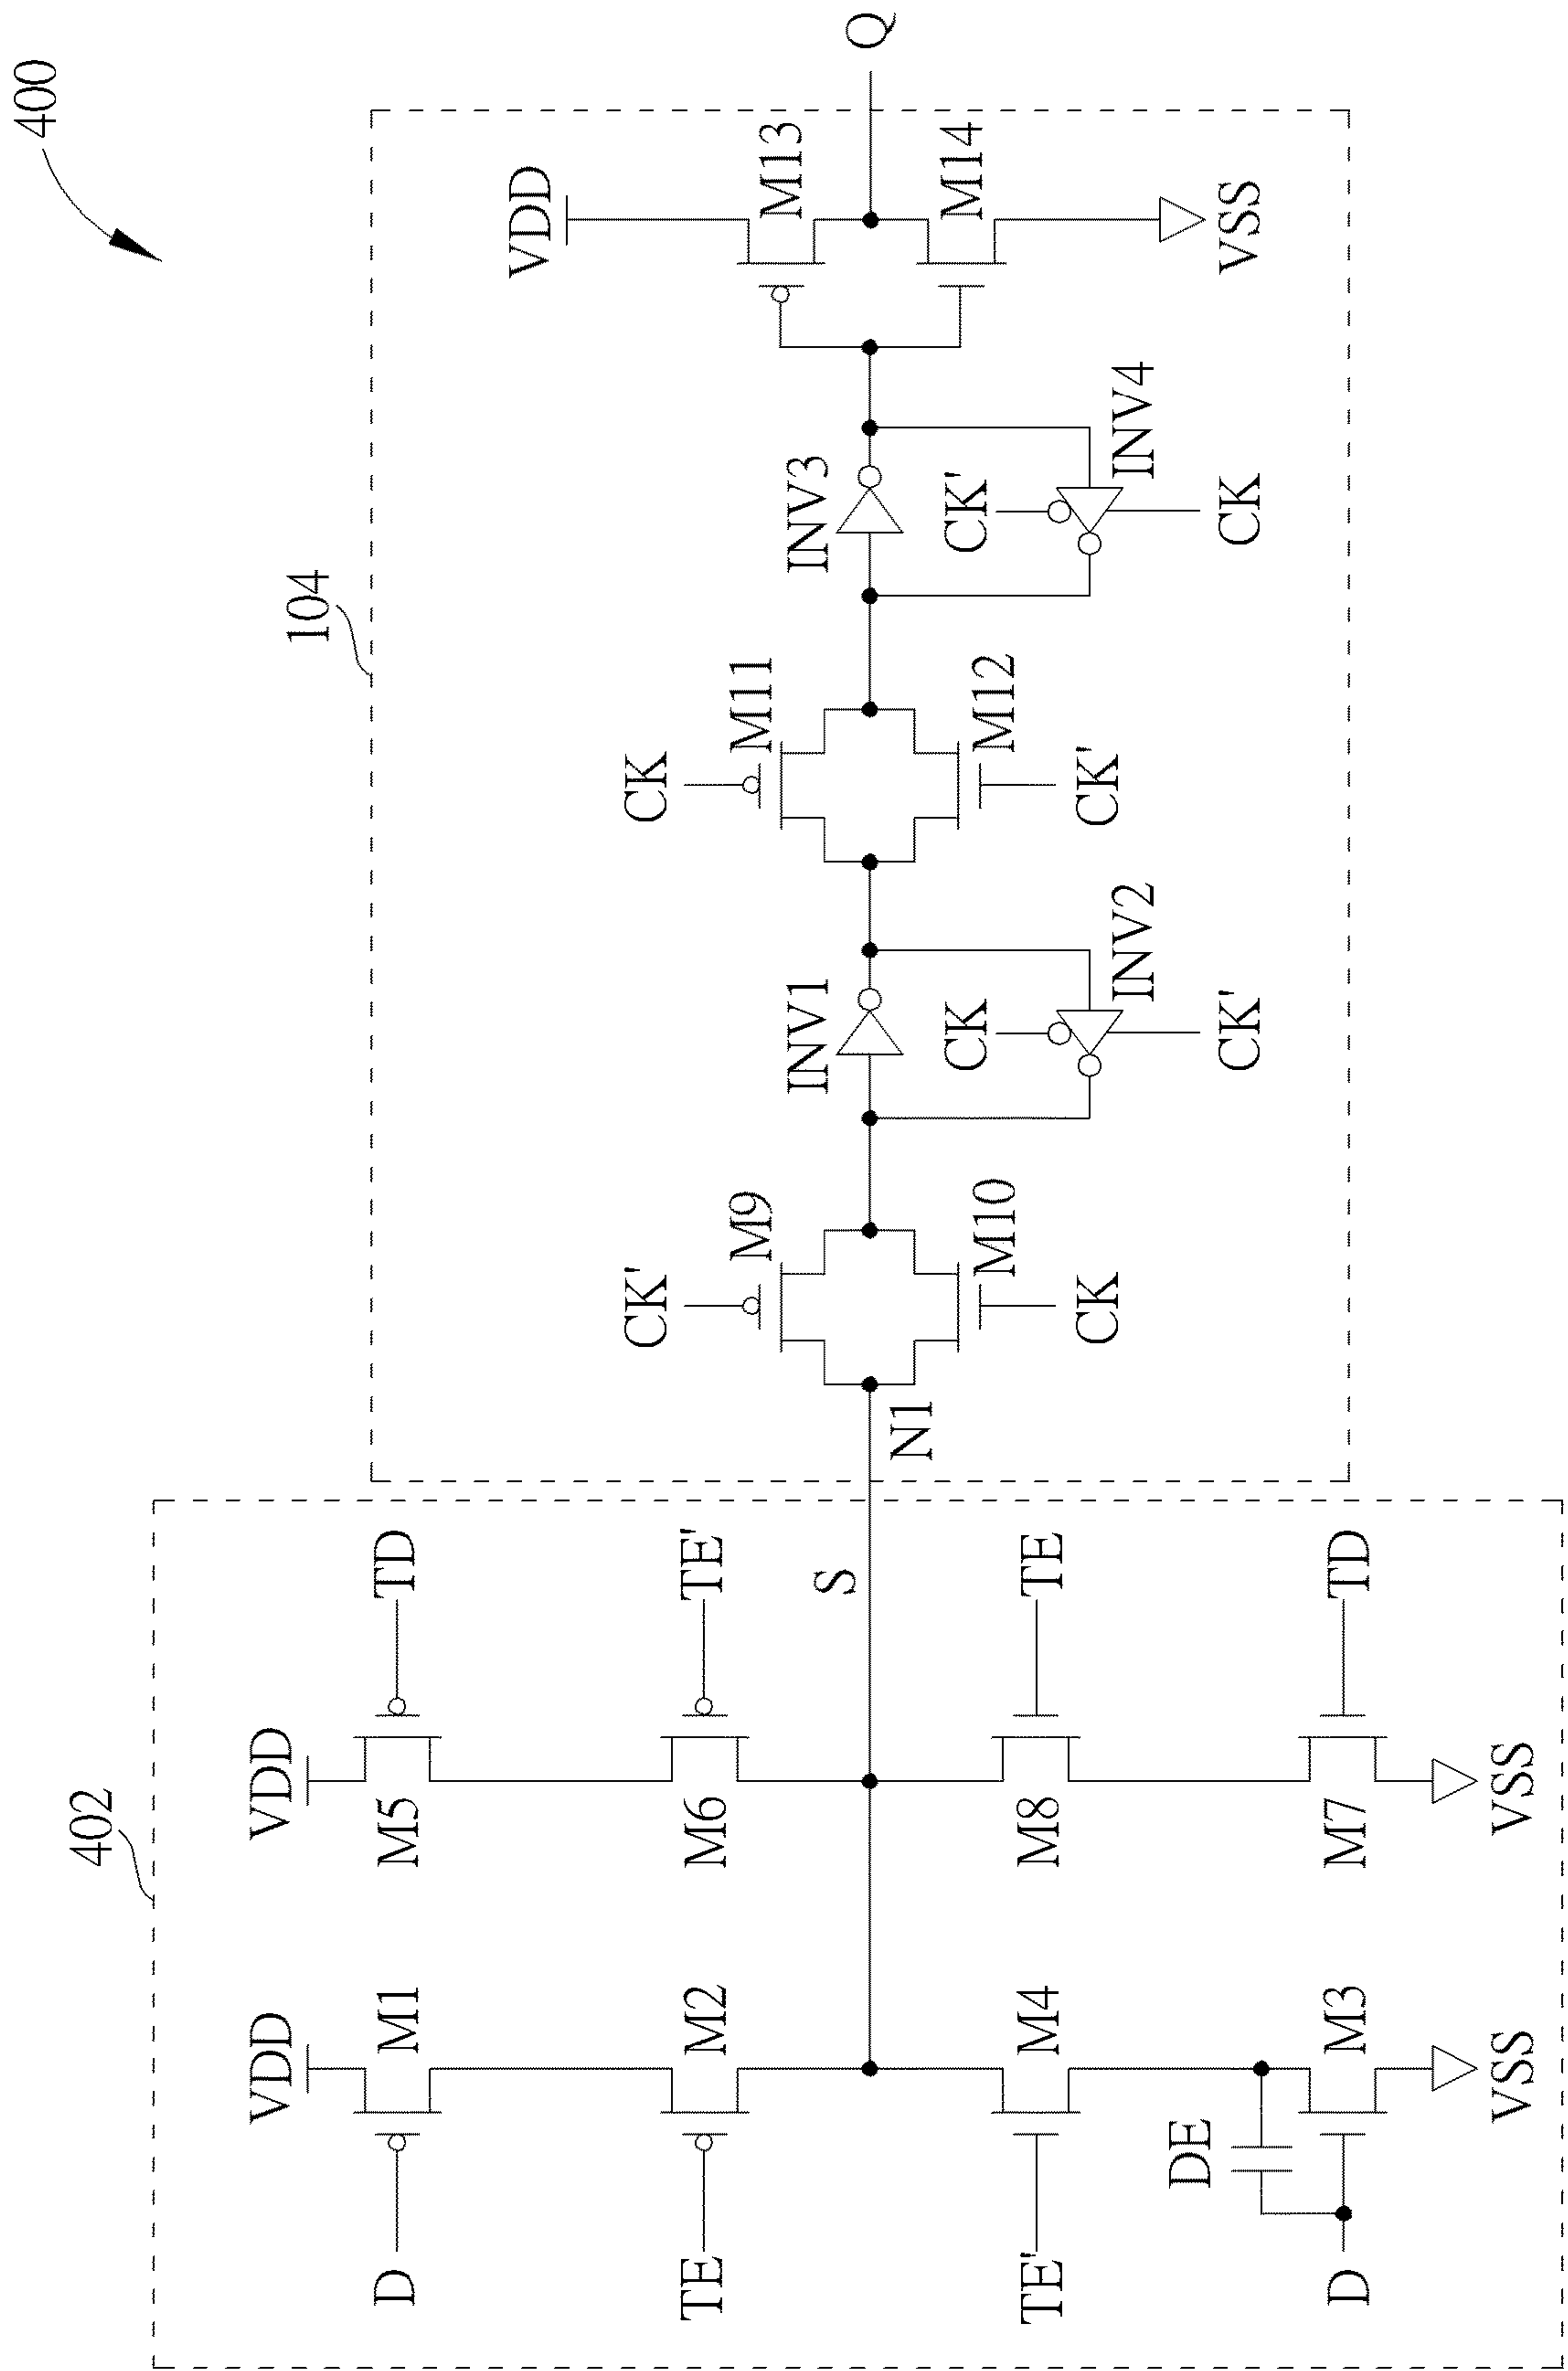 400
402
104
VDD
VDD
D
M1
M5
TD
TE
M2
M6
TE'
S
N1
TE'
M4
M8
TE
DE
D
M3
M7
TD
VSS
VSS
CK'
M9
M10
CK
INV1
CK
INV2
CK'
CK
M11
M12
CK'
INV3
CK'
INV4
CK
VDD
M13
Q
M14
VSS